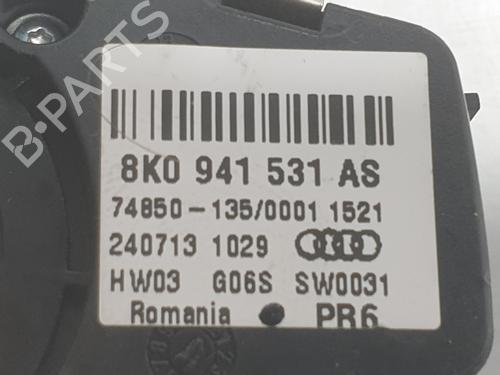 B-PARTS
8K0 941 531 AS
74850-135/0001 1521
240713 1029
HW03 G06S SW0031
Romania PR6